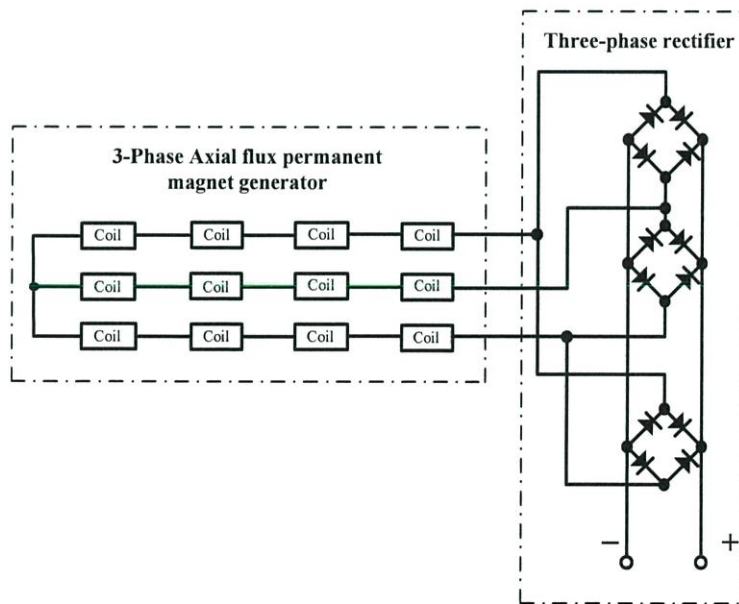 Three-phase rectifier
3-Phase Axial flux permanent
magnet generator
Coil Coil Coil Coil
Coil Coil Coil Coil
Coil Coil Coil Coil
− +